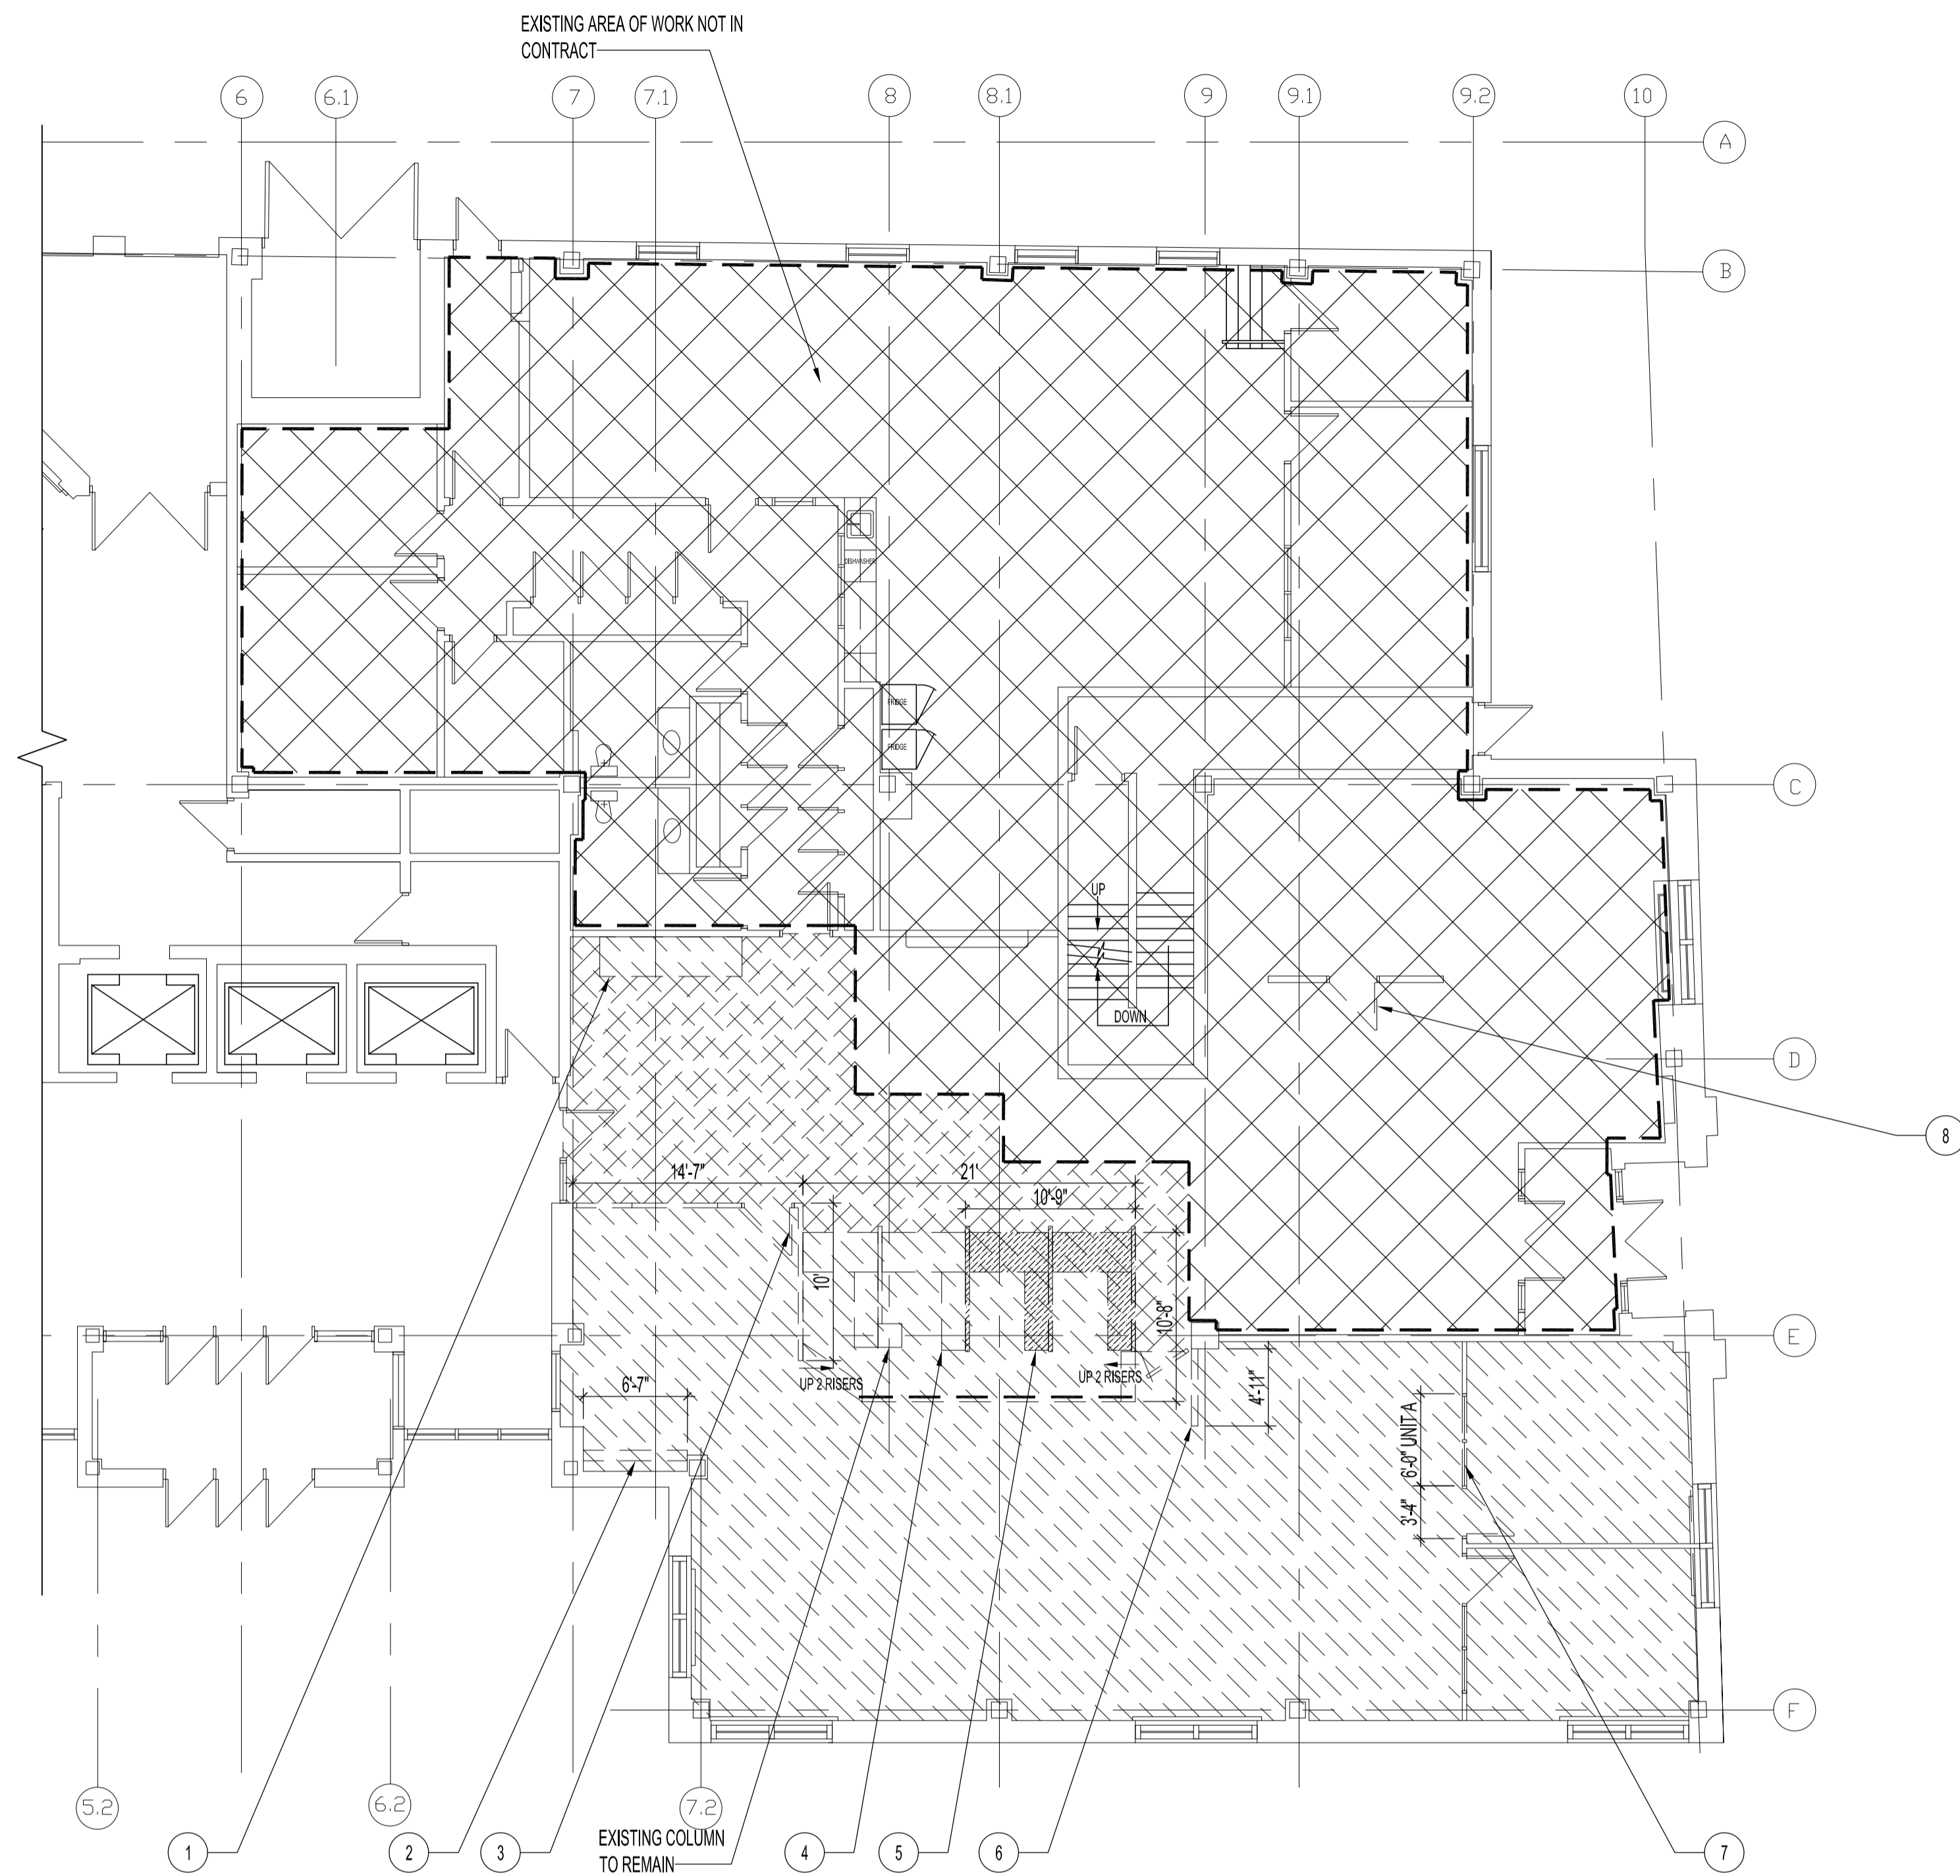 EXISTING AREA OF WORK NOT IN
CONTRACT
6
6.1
7
7.1
8
8.1
9
9.1
9.2
10
A
B
DISHWASHER
FRIDGE
FRIDGE
C
UP
DOWN
D
8
14'-7"
21'
10'-9"
10'
10'-8"
E
UP 2 RISERS
UP 2 RISERS
6'-7"
4'-11"
6'-0" UNIT A
3'-4"
F
5.2
6.2
7.2
EXISTING COLUMN
TO REMAIN
1
2
3
4
5
6
7